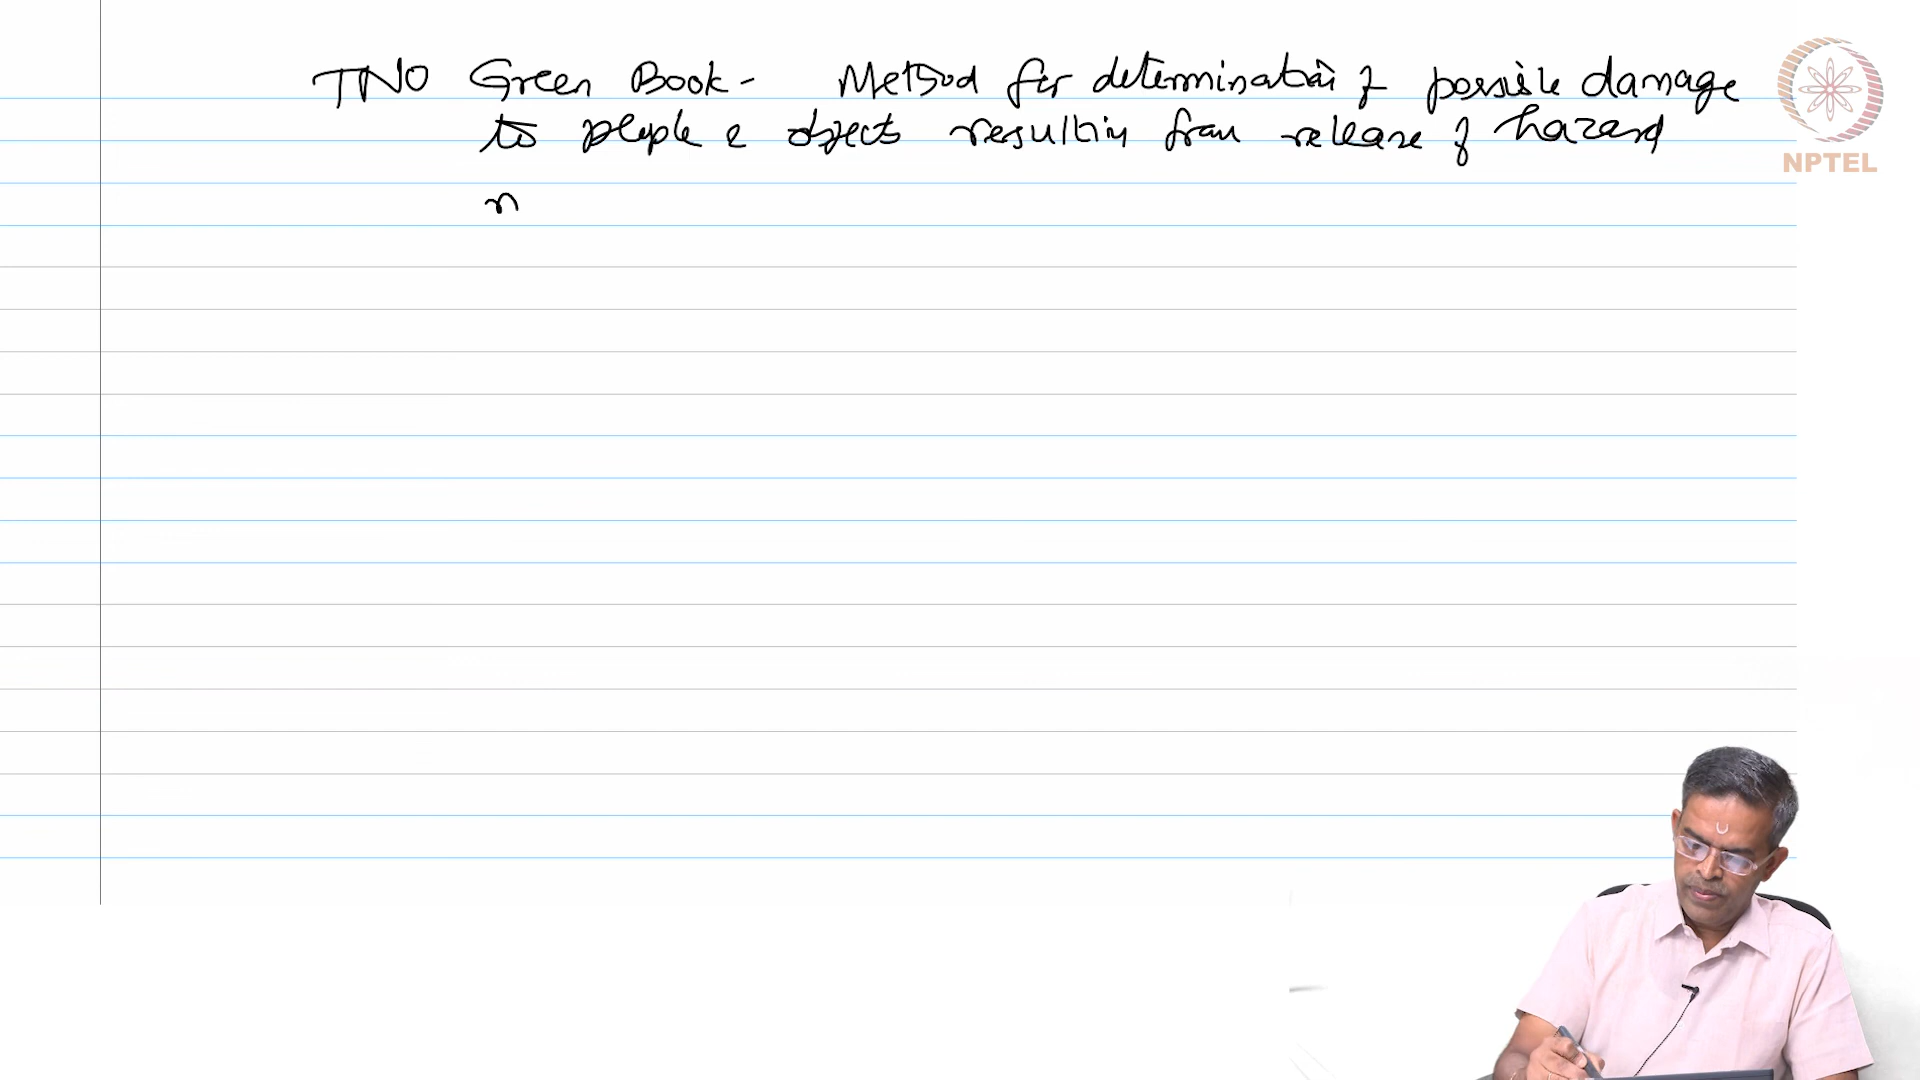 TNO Green Book - Method for determination of possible damage
to people & objects resulting from release of hazard
m
NPTEL